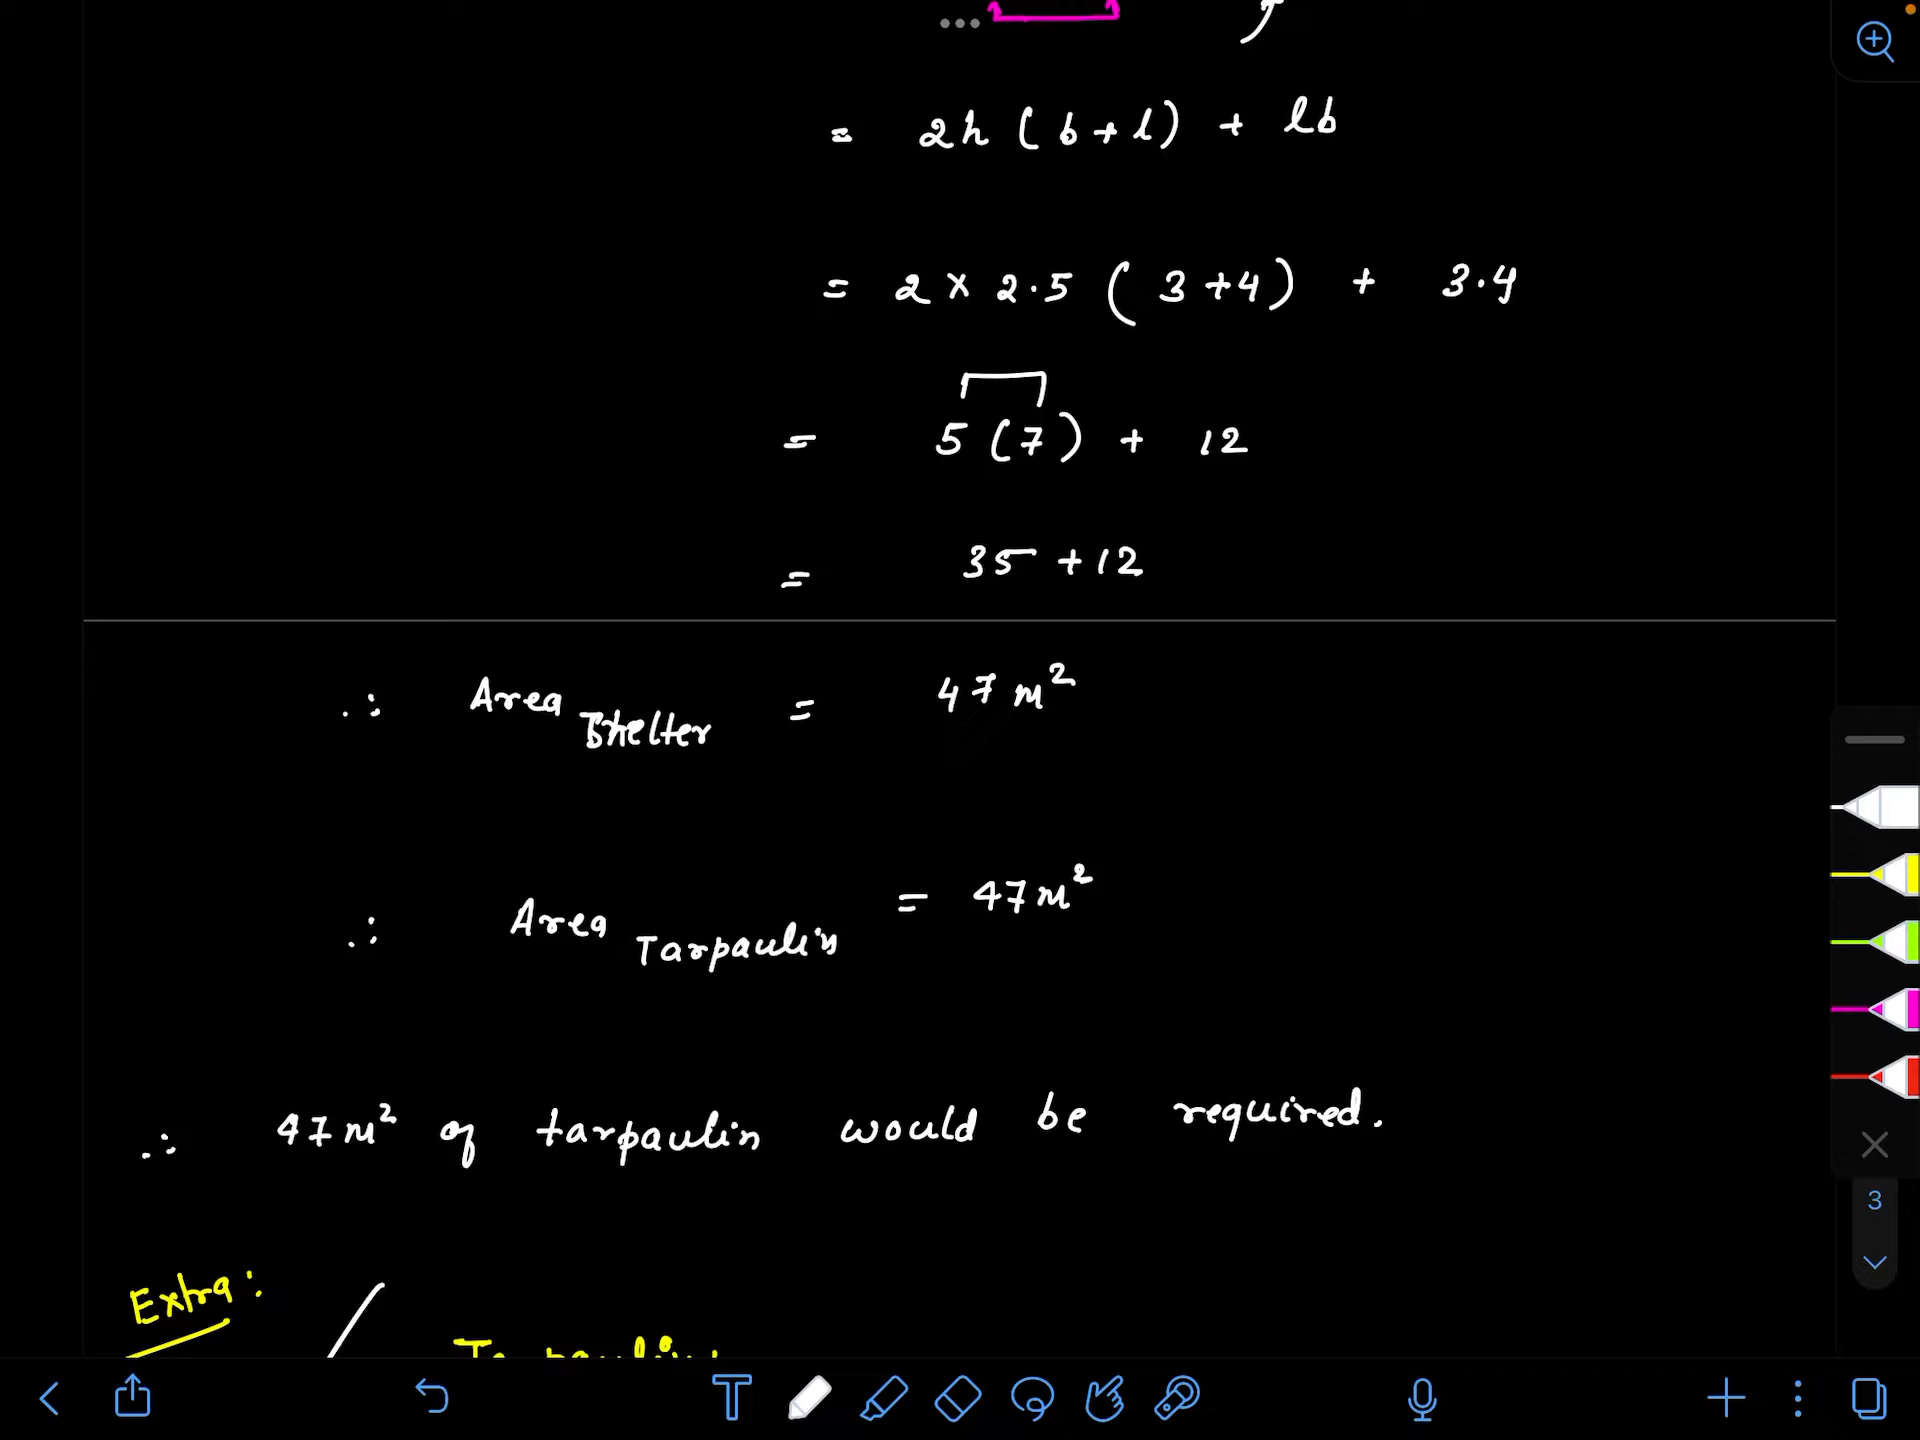 = 2h (b+l) + lb
= 2 × 2.5 (3+4) + 3.4
= 5(7) + 12
= 35 + 12
∴ Area Shelter = 47 m²
∴ Area Tarpaulin = 47 m²
∴ 47 m² of tarpaulin would be required.
3
Extra: